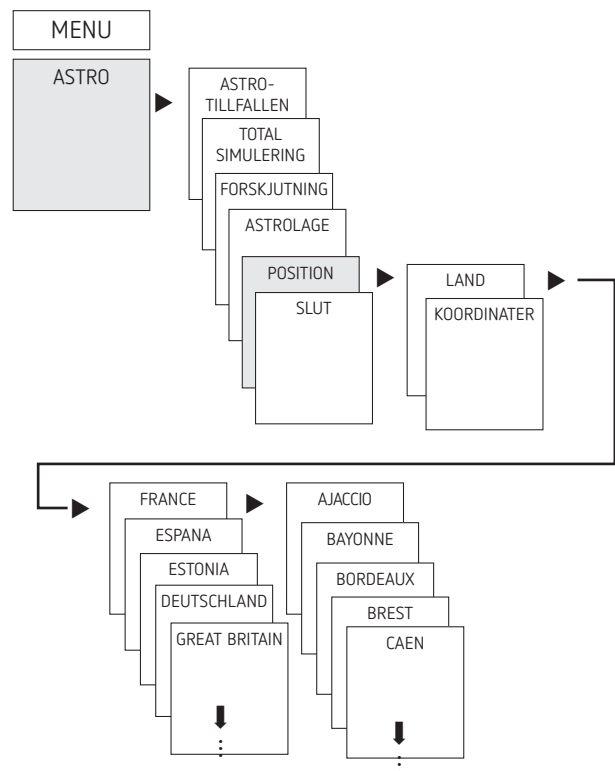 MENU
ASTRO
ASTRO-
TILLFALLEN
TOTAL
SIMULERING
FORSKJUTNING
ASTROLAGE
POSITION
SLUT
LAND
KOORDINATER
FRANCE
ESPANA
ESTONIA
DEUTSCHLAND
GREAT BRITAIN
AJACCIO
BAYONNE
BORDEAUX
BREST
CAEN